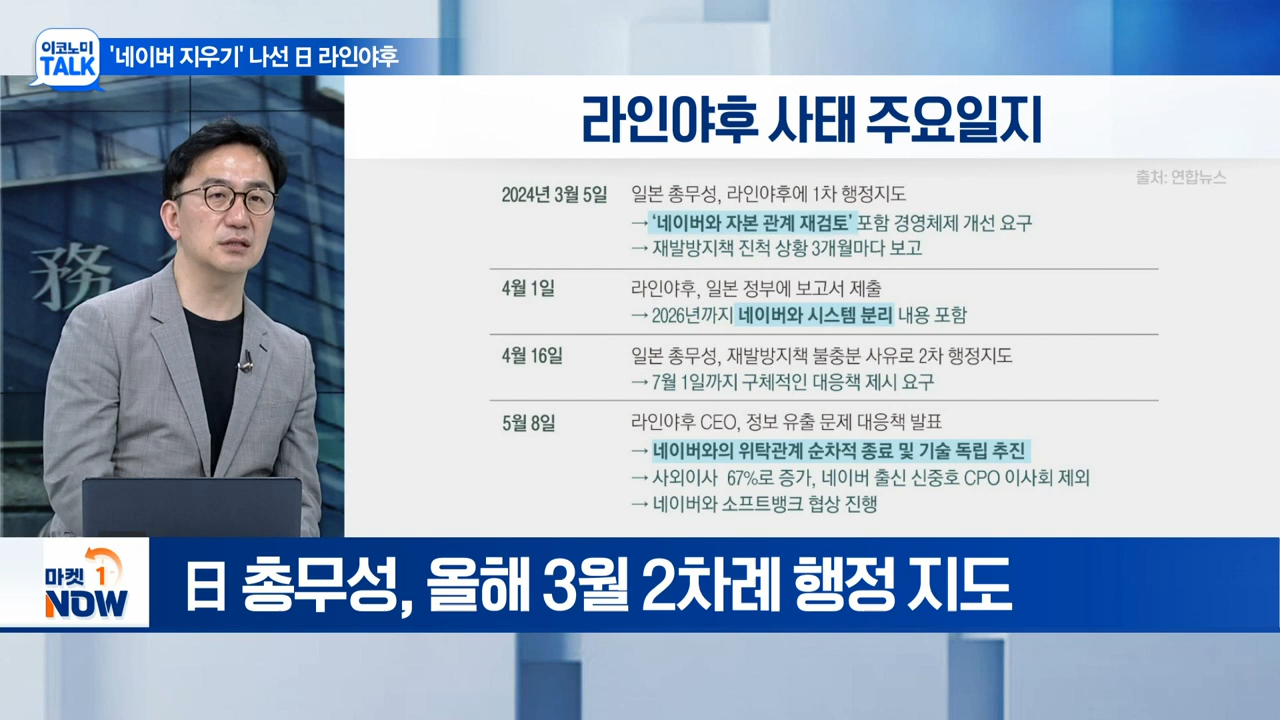 이코노미
TALK
'네이버 지우기' 나선 日 라인야후
라인야후 사태 주요일지
출처: 연합뉴스
2024년 3월 5일 일본 총무성, 라인야후에 1차 행정지도
→ ‘네이버와 자본 관계 재검토’ 포함 경영체제 개선 요구
→ 재발방지책 진척 상황 3개월마다 보고
4월 1일 라인야후, 일본 정부에 보고서 제출
→ 2026년까지 네이버와 시스템 분리 내용 포함
4월 16일 일본 총무성, 재발방지책 불충분 사유로 2차 행정지도
→ 7월 1일까지 구체적인 대응책 제시 요구
5월 8일 라인야후 CEO, 정보 유출 문제 대응책 발표
→ 네이버와의 위탁관계 순차적 종료 및 기술 독립 추진
→ 사외이사 67%로 증가, 네이버 출신 신중호 CPO 이사회 제외
→ 네이버와 소프트뱅크 협상 진행
務
마켓 1
NOW
日 총무성, 올해 3월 2차례 행정 지도